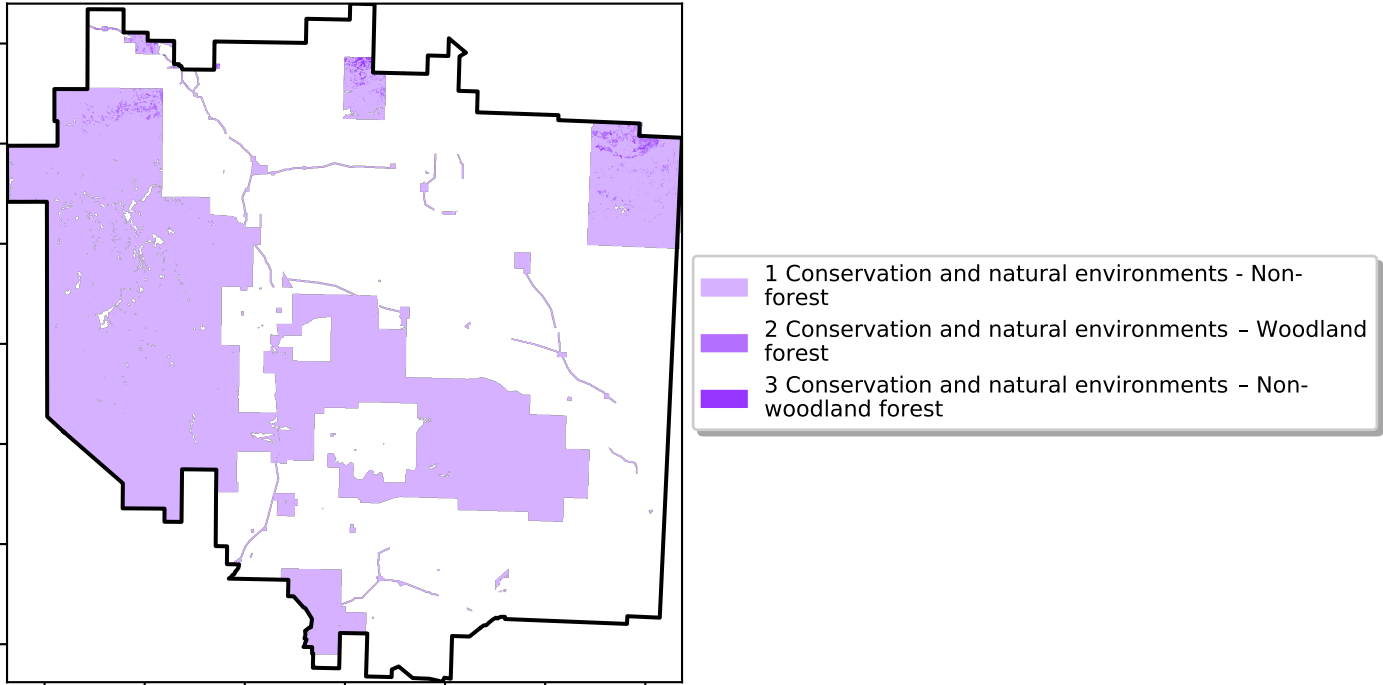 1 Conservation and natural environments - Non-
forest
2 Conservation and natural environments – Woodland
forest
3 Conservation and natural environments – Non-
woodland forest